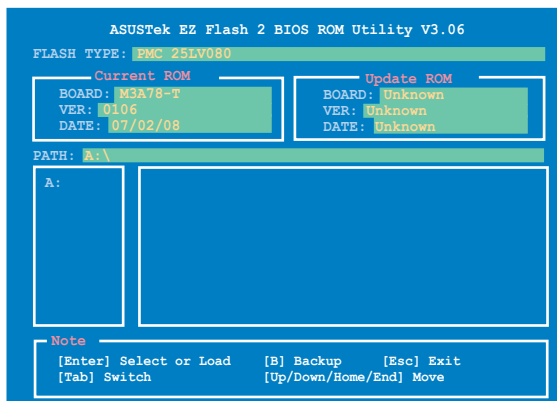 ASUSTek EZ Flash 2 BIOS ROM Utility V3.06
FLASH TYPE: PMC 25LV080
Current ROM
BOARD: M3A78-T
VER: 0106
DATE: 07/02/08
Update ROM
BOARD: Unknown
VER: Unknown
DATE: Unknown
PATH: A:\
A:
Note
[Enter] Select or Load [B] Backup [Esc] Exit
[Tab] Switch [Up/Down/Home/End] Move